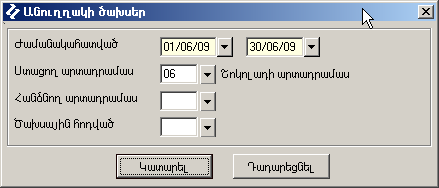 Անուղղակի ծախսեր
Ժամանակահատված 01/06/09 30/06/09
Ստացող արտադրամաս 06 Շոկոլադի արտադրամաս
Հանձնող արտադրամաս
Ծախսային հոդված
Կատարել Դադարեցնել